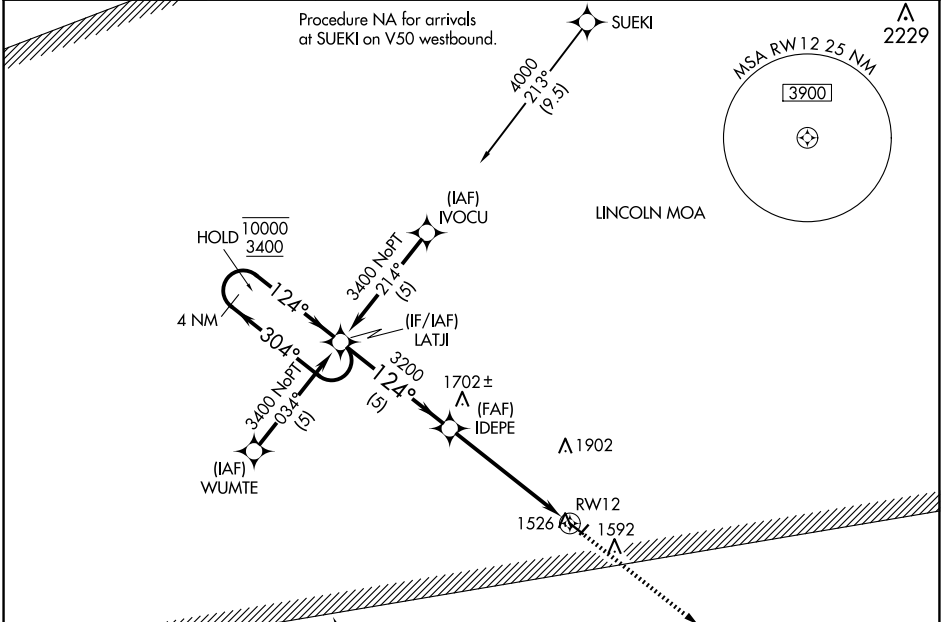 Procedure NA for arrivals
at SUEKI on V50 westbound.
SUEKI
2229
MSA RW12 25 NM
3900
4000
213°
(9.5)
(IAF)
IVOCU
LINCOLN MOA
HOLD
10000
3400
3400 NoPT
214°
(5)
124°
4 NM
304°
(IF/IAF)
LATJI
3200
124°
(5)
1702±
3400 NoPT
034°
(5)
(FAF)
IDEPE
1902
(IAF)
WUMTE
RW12
1526
1592